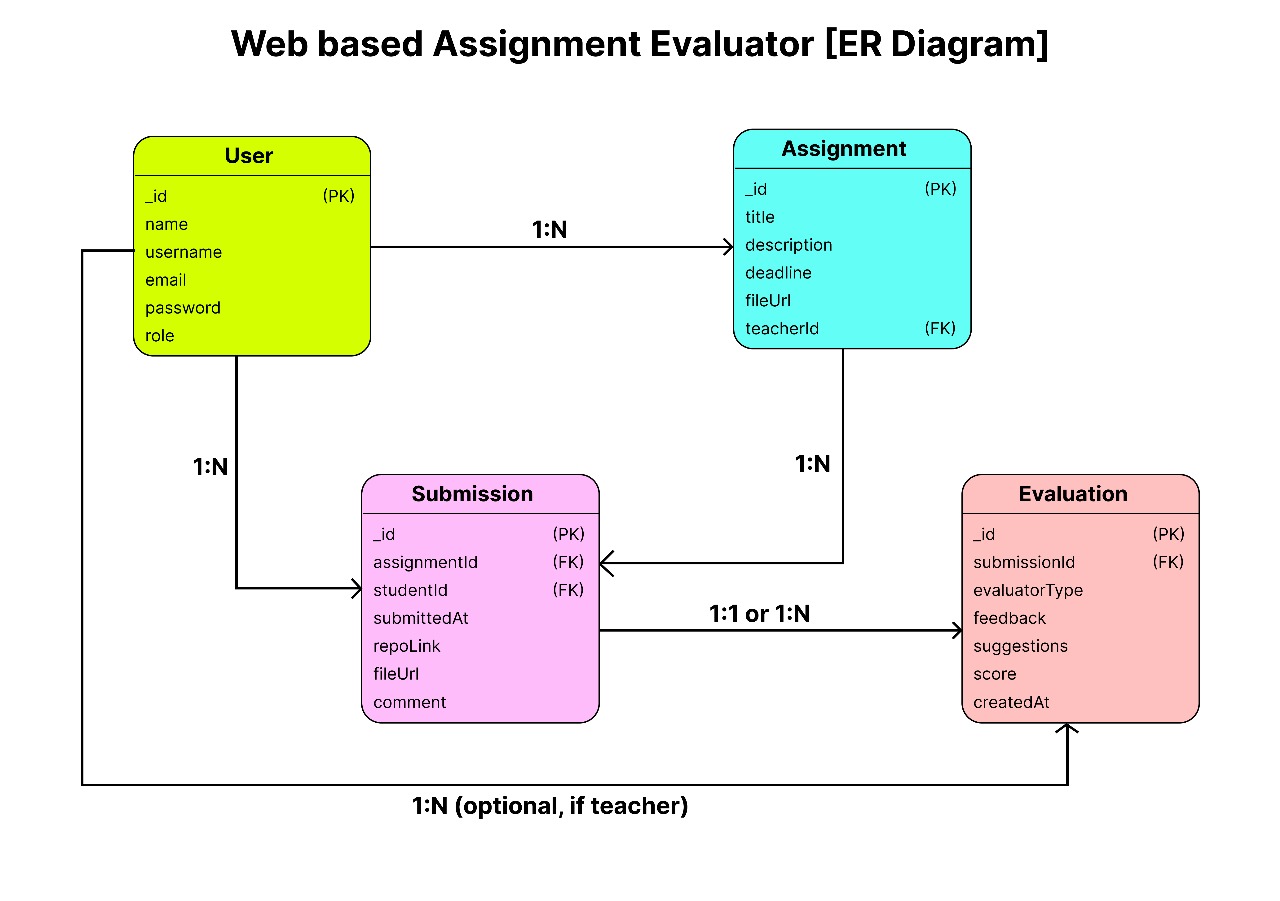 Web based Assignment Evaluator [ER Diagram]
User
_id (PK)
name
username
email
password
role
1:N
Assignment
_id (PK)
title
description
deadline
fileUrl
teacherId (FK)
1:N
1:N
Submission
_id (PK)
assignmentId (FK)
studentId (FK)
submittedAt
repoLink
fileUrl
comment
1:1 or 1:N
Evaluation
_id (PK)
submissionId (FK)
evaluatorType
feedback
suggestions
score
createdAt
1:N (optional, if teacher)